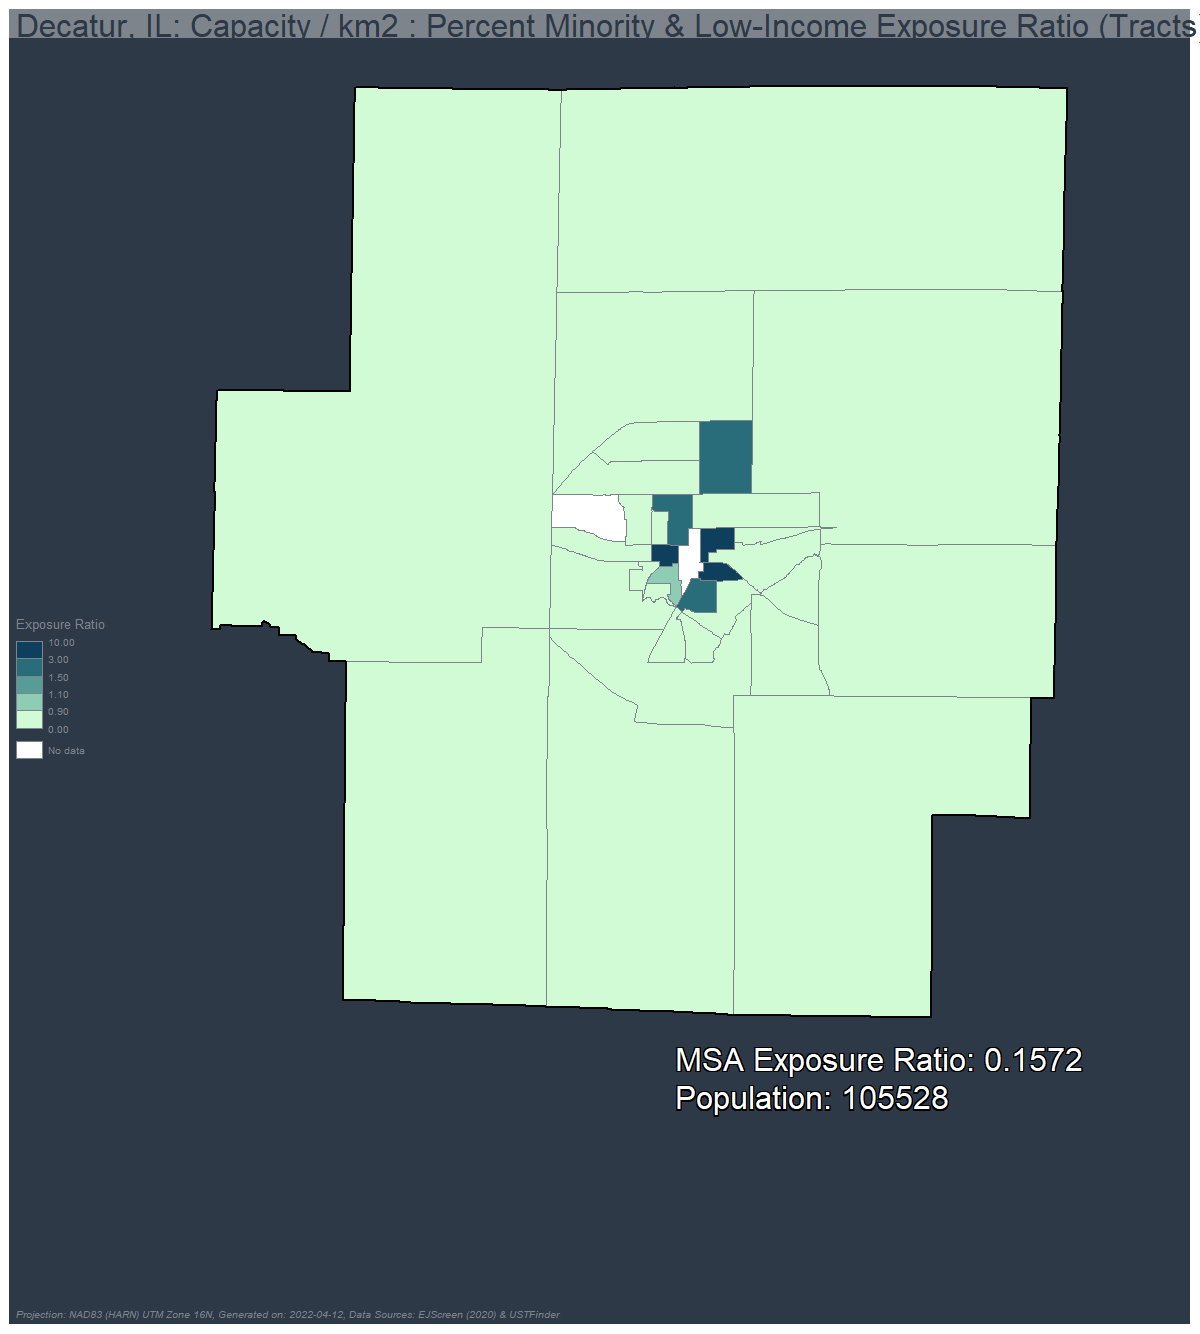 Decatur, IL: Capacity / km2 : Percent Minority & Low-Income Exposure Ratio (Tracts)
Exposure Ratio
10.00
3.00
1.50
1.10
0.90
0.00
No data
MSA Exposure Ratio: 0.1572
Population: 105528
Projection: NAD83 (HARN) UTM Zone 16N, Generated on: 2022-04-12, Data Sources: EJScreen (2020) & USTFinder